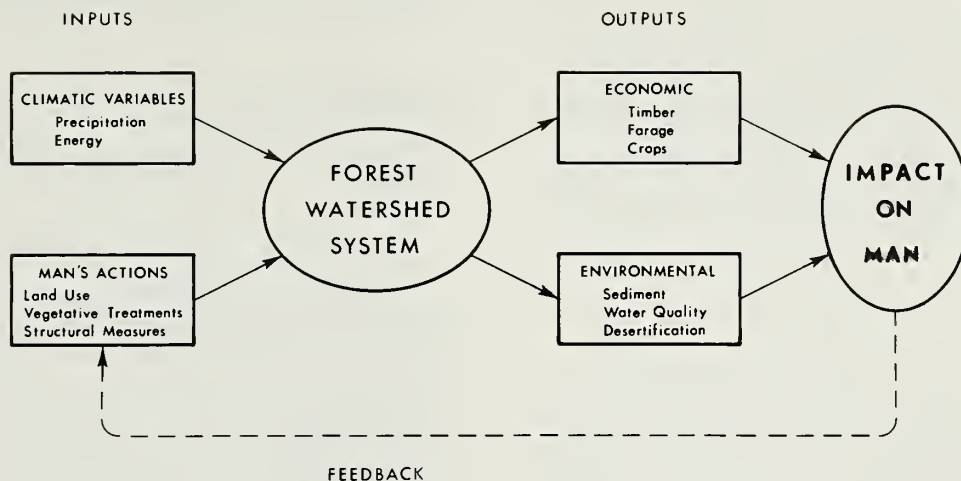 INPUTS
OUTPUTS
CLIMATIC VARIABLES
Precipitation
Energy
MAN'S ACTIONS
Land Use
Vegetative Treatments
Structural Measures
FOREST
WATERSHED
SYSTEM
ECONOMIC
Timber
Farage
Crops
ENVIRONMENTAL
Sediment
Water Quality
Desertification
IMPACT
ON
MAN
FEEDBACK